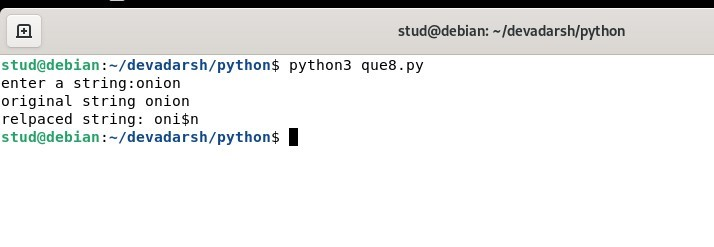 stud@debian: ~/devadarsh/python
stud@debian:~/devadarsh/python$ python3 que8.py
enter a string:onion
original string onion
relpaced string: oni$n
stud@debian:~/devadarsh/python$